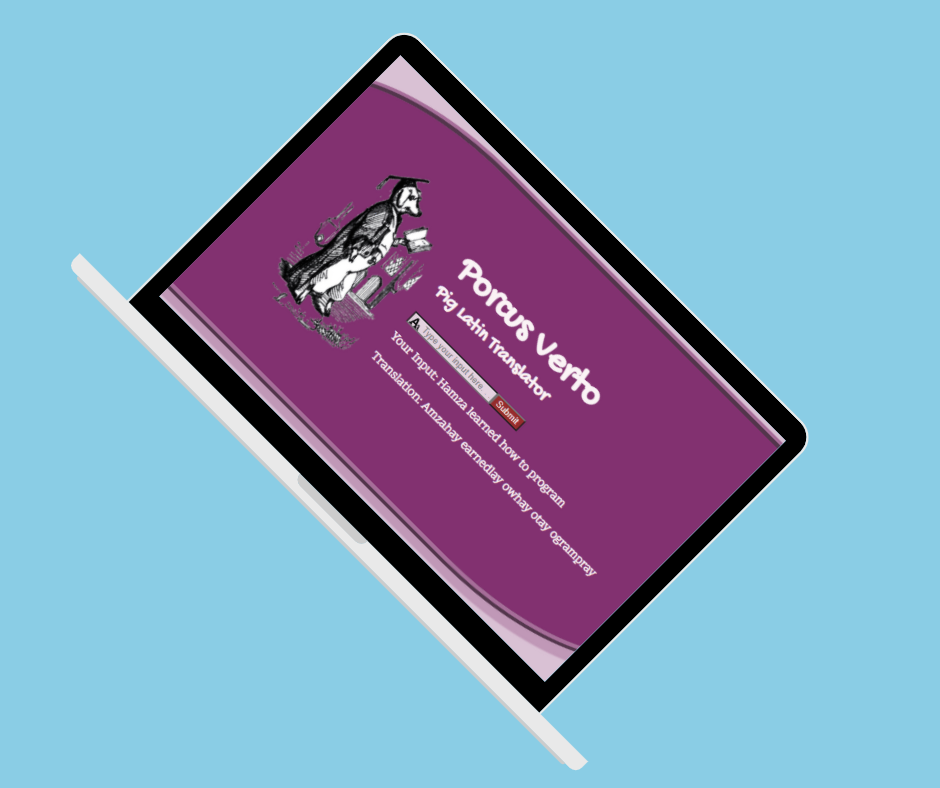 Porcus Verto
Pig Latin Translator
A Type your input here...
Submit
Your Input: Hamza learned how to program
Translation: Amzahay earnedlay owhay otay ogrampray